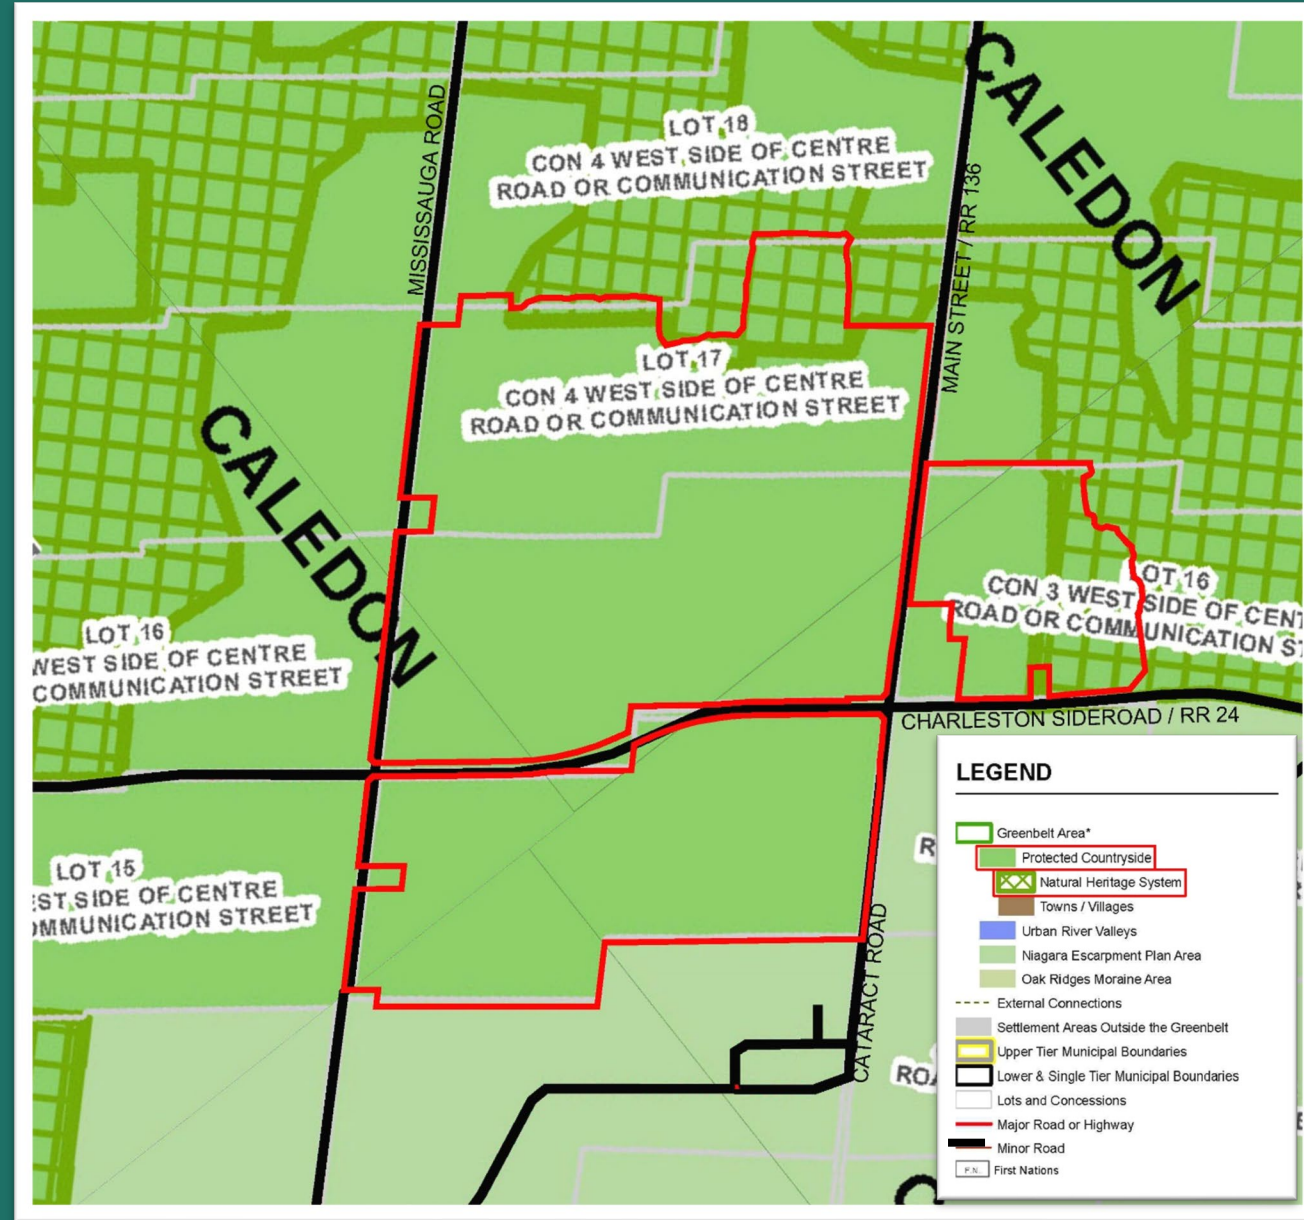 CALEDON
MISSISSAUGA ROAD
LOT 18
CON 4 WEST SIDE OF CENTRE
ROAD OR COMMUNICATION STREET
MAIN STREET / RR 136
LOT 17
CON 4 WEST SIDE OF CENTRE
ROAD OR COMMUNICATION STREET
CALEDON
OT 16
CON 3 WEST SIDE OF CENT
ROAD OR COMMUNICATION ST
LOT 16
WEST SIDE OF CENTRE
COMMUNICATION STREET
CHARLESTON SIDEROAD / RR 24
LOT 15
EST SIDE OF CENTRE
OMMUNICATION STREET
CATARACT ROAD
R
ROA
C
LEGEND
Greenbelt Area*
Protected Countryside
Natural Heritage System
Towns / Villages
Urban River Valleys
Niagara Escarpment Plan Area
Oak Ridges Moraine Area
External Connections
Settlement Areas Outside the Greenbelt
Upper Tier Municipal Boundaries
Lower & Single Tier Municipal Boundaries
Lots and Concessions
Major Road or Highway
Minor Road
F.N. First Nations